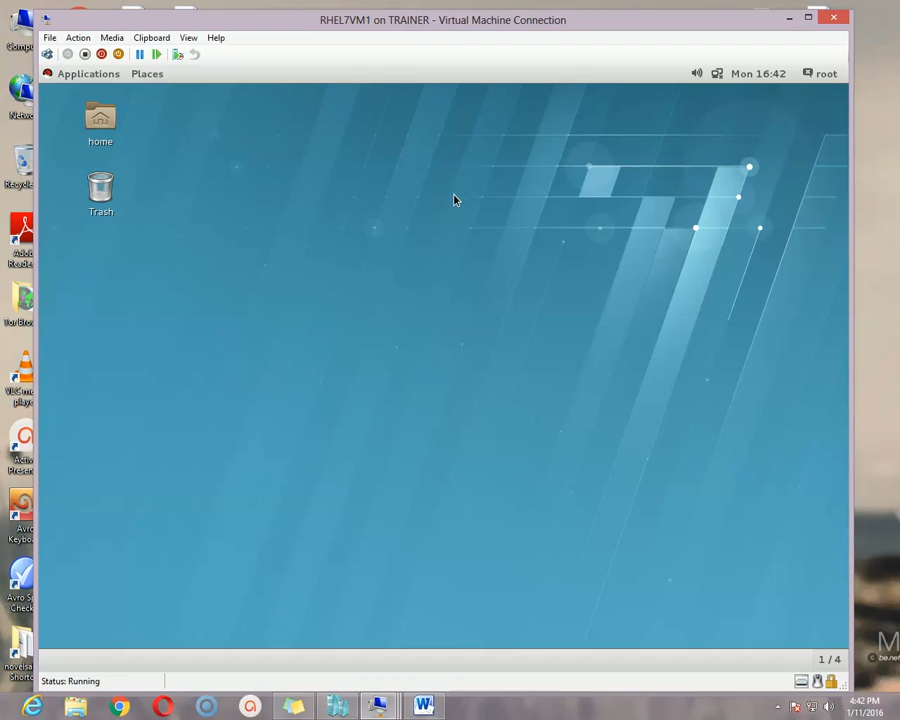 RHEL7VM1 on TRAINER - Virtual Machine Connection
File Action Media Clipboard View Help
Applications Places Mon 16:42 root
home
Trash
1 / 4
Status: Running
VLC
4:42 PM
1/11/2016